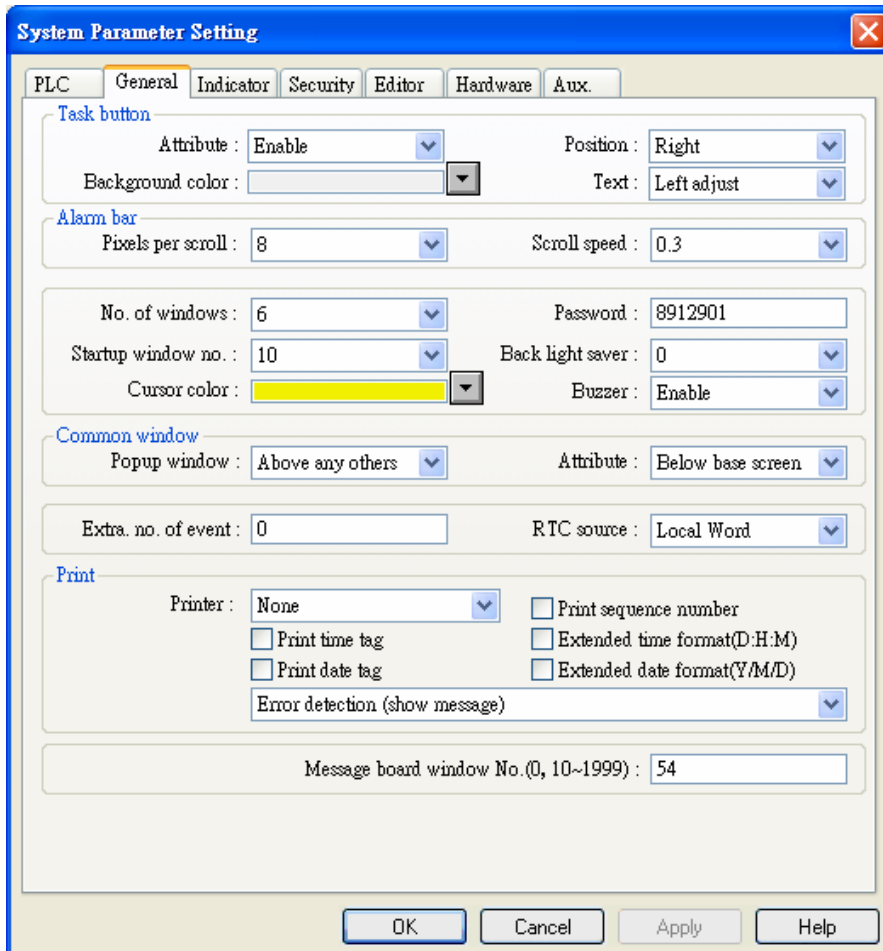 System Parameter Setting
PLC General Indicator Security Editor Hardware Aux.
Task button
Attribute : Enable Position : Right
Background color : Text : Left adjust
Alarm bar
Pixels per scroll : 8 Scroll speed : 0.3
No. of windows : 6 Password : 8912901
Startup window no. : 10 Back light saver : 0
Cursor color : Buzzer : Enable
Common window
Popup window : Above any others Attribute : Below base screen
Extra. no. of event : 0 RTC source : Local Word
Print
Printer : None Print sequence number
Print time tag Extended time format(D:H:M)
Print date tag Extended date format(Y/M/D)
Error detection (show message)
Message board window No.(0, 10~1999) : 54
OK Cancel Apply Help